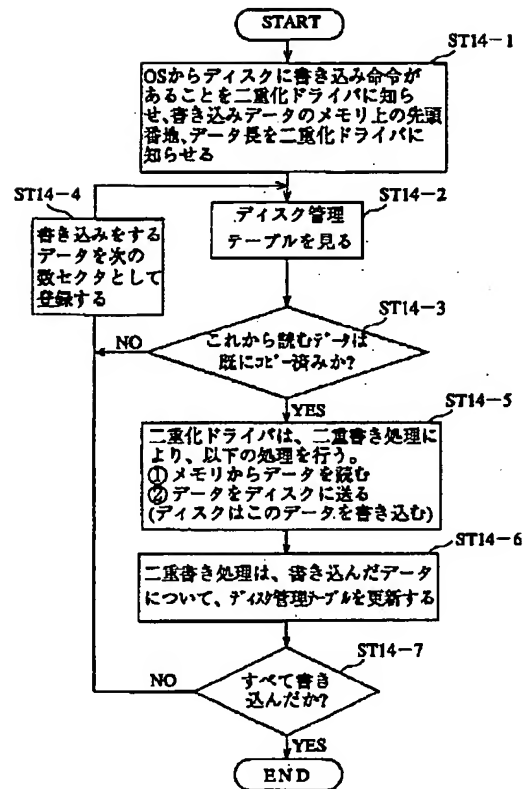 START
ST14-1
OSからディスクに書き込み命令が
あることを二重化ドライバに知ら
せ、書き込みデータのメモリ上の先頭
番地、データ長を二重化ドライバに
知らせる
ST14-4
書き込みをする
データを次の
数セクタとして
登録する
ST14-2
ディスク管理
テーブルを見る
ST14-3
これから読むデータは
既にコピー済みか?
NO
YES
ST14-5
二重化ドライバは、二重書き処理に
より、以下の処理を行う。
①メモリからデータを読む
②データをディスクに送る
(ディスクはこのデータを書き込む)
ST14-6
二重書き処理は、書き込んだデータ
について、ディスク管理テーブルを更新する
ST14-7
すべて書き
込んだか?
NO
YES
END